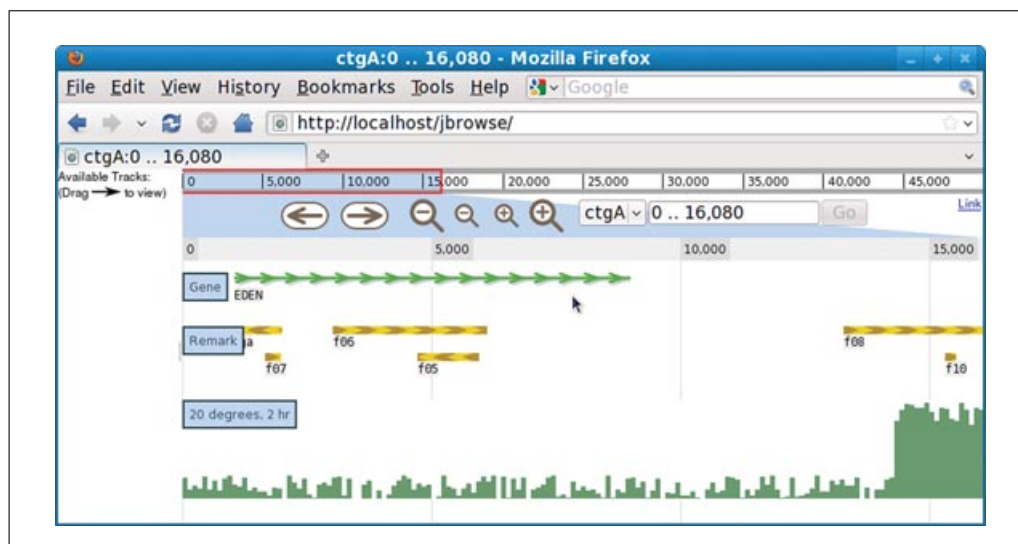 ctgA:0 .. 16,080 - Mozilla Firefox
File Edit View History Bookmarks Tools Help Google
http://localhost/jbrowse/
ctgA:0 .. 16,080
Available Tracks:
(Drag to view)
0 5,000 10,000 15,000 20,000 25,000 30,000 35,000 40,000 45,000
ctgA 0 .. 16,080 Go Link
0 5,000 10,000 15,000
Gene
EDEN
Remark f06 f08
f07 f05 f10
20 degrees, 2 hr